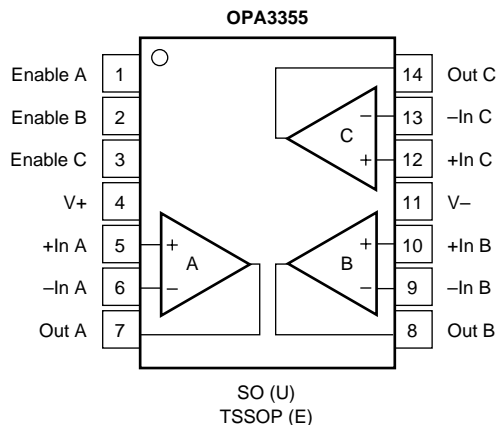 OPA3355
Enable A 1 14 Out C
Enable B 2 − 13 –In C
C
Enable C 3 + 12 +In C
V+ 4 11 V–
+In A 5 + + 10 +In B
A B
–In A 6 − − 9 –In B
Out A 7 8 Out B
SO (U)
TSSOP (E)